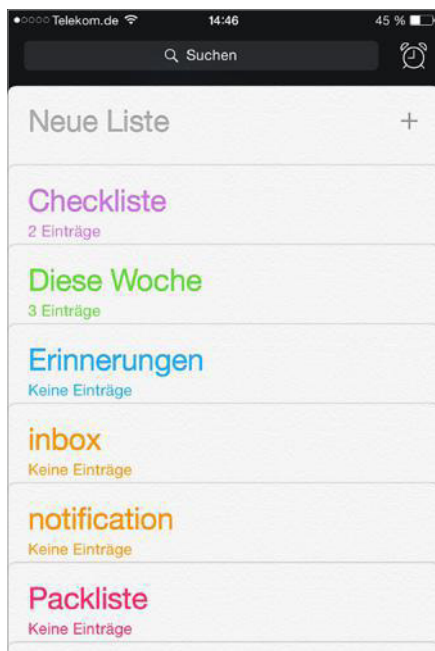 Telekom.de 14:46 45 %
Suchen
Neue Liste +
Checkliste
2 Einträge
Diese Woche
3 Einträge
Erinnerungen
Keine Einträge
inbox
Keine Einträge
notification
Keine Einträge
Packliste
Keine Einträge